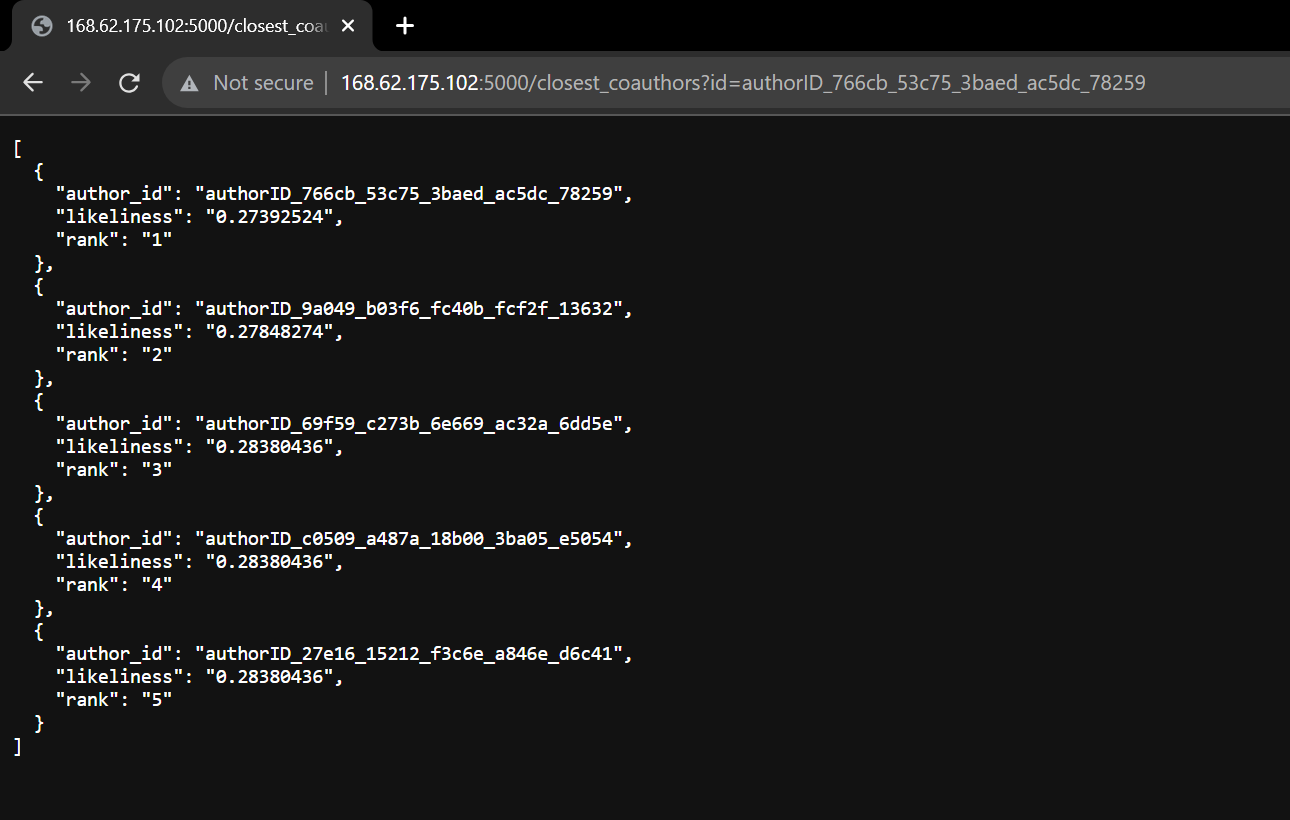 168.62.175.102:5000/closest_coau
Not secure | 168.62.175.102:5000/closest_coauthors?id=authorID_766cb_53c75_3baed_ac5dc_78259
[
  {
    "author_id": "authorID_766cb_53c75_3baed_ac5dc_78259",
    "likeliness": "0.27392524",
    "rank": "1"
  },
  {
    "author_id": "authorID_9a049_b03f6_fc40b_fcf2f_13632",
    "likeliness": "0.27848274",
    "rank": "2"
  },
  {
    "author_id": "authorID_69f59_c273b_6e669_ac32a_6dd5e",
    "likeliness": "0.28380436",
    "rank": "3"
  },
  {
    "author_id": "authorID_c0509_a487a_18b00_3ba05_e5054",
    "likeliness": "0.28380436",
    "rank": "4"
  },
  {
    "author_id": "authorID_27e16_15212_f3c6e_a846e_d6c41",
    "likeliness": "0.28380436",
    "rank": "5"
  }
]